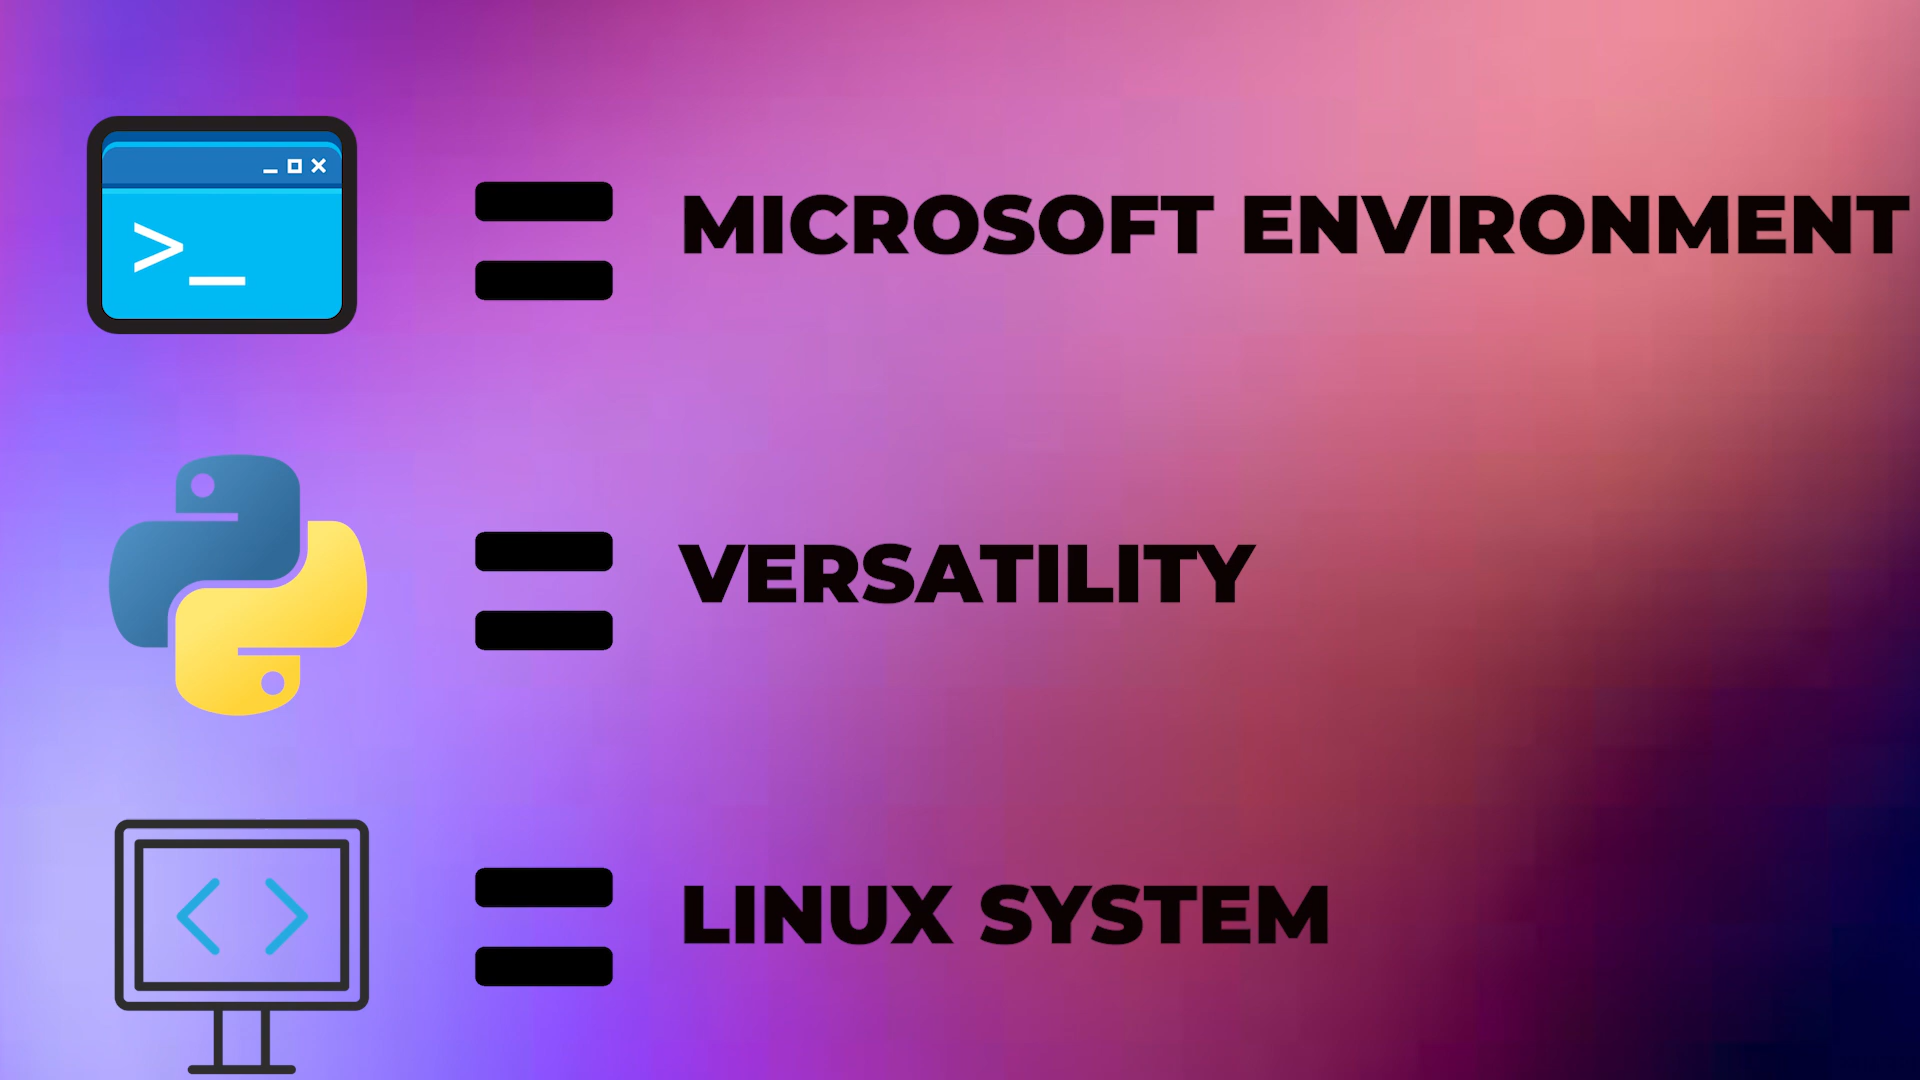 >_
MICROSOFT ENVIRONMENT
VERSATILITY
< >
LINUX SYSTEM